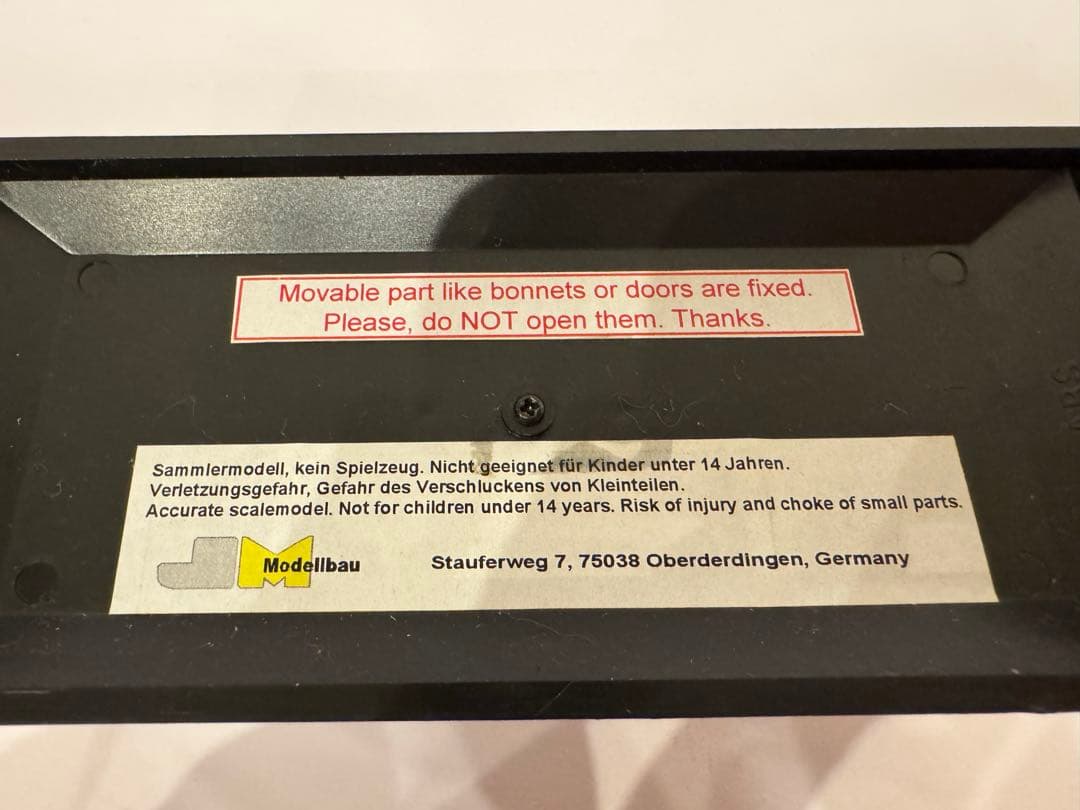 Movable part like bonnets or doors are fixed.
Please, do NOT open them. Thanks.
Sammlermodell, kein Spielzeug. Nicht geeignet für Kinder unter 14 Jahren.
Verletzungsgefahr, Gefahr des Verschluckens von Kleinteilen.
Accurate scalemodel. Not for children under 14 years. Risk of injury and choke of small parts.
JM Modellbau
Stauferweg 7, 75038 Oberderdingen, Germany